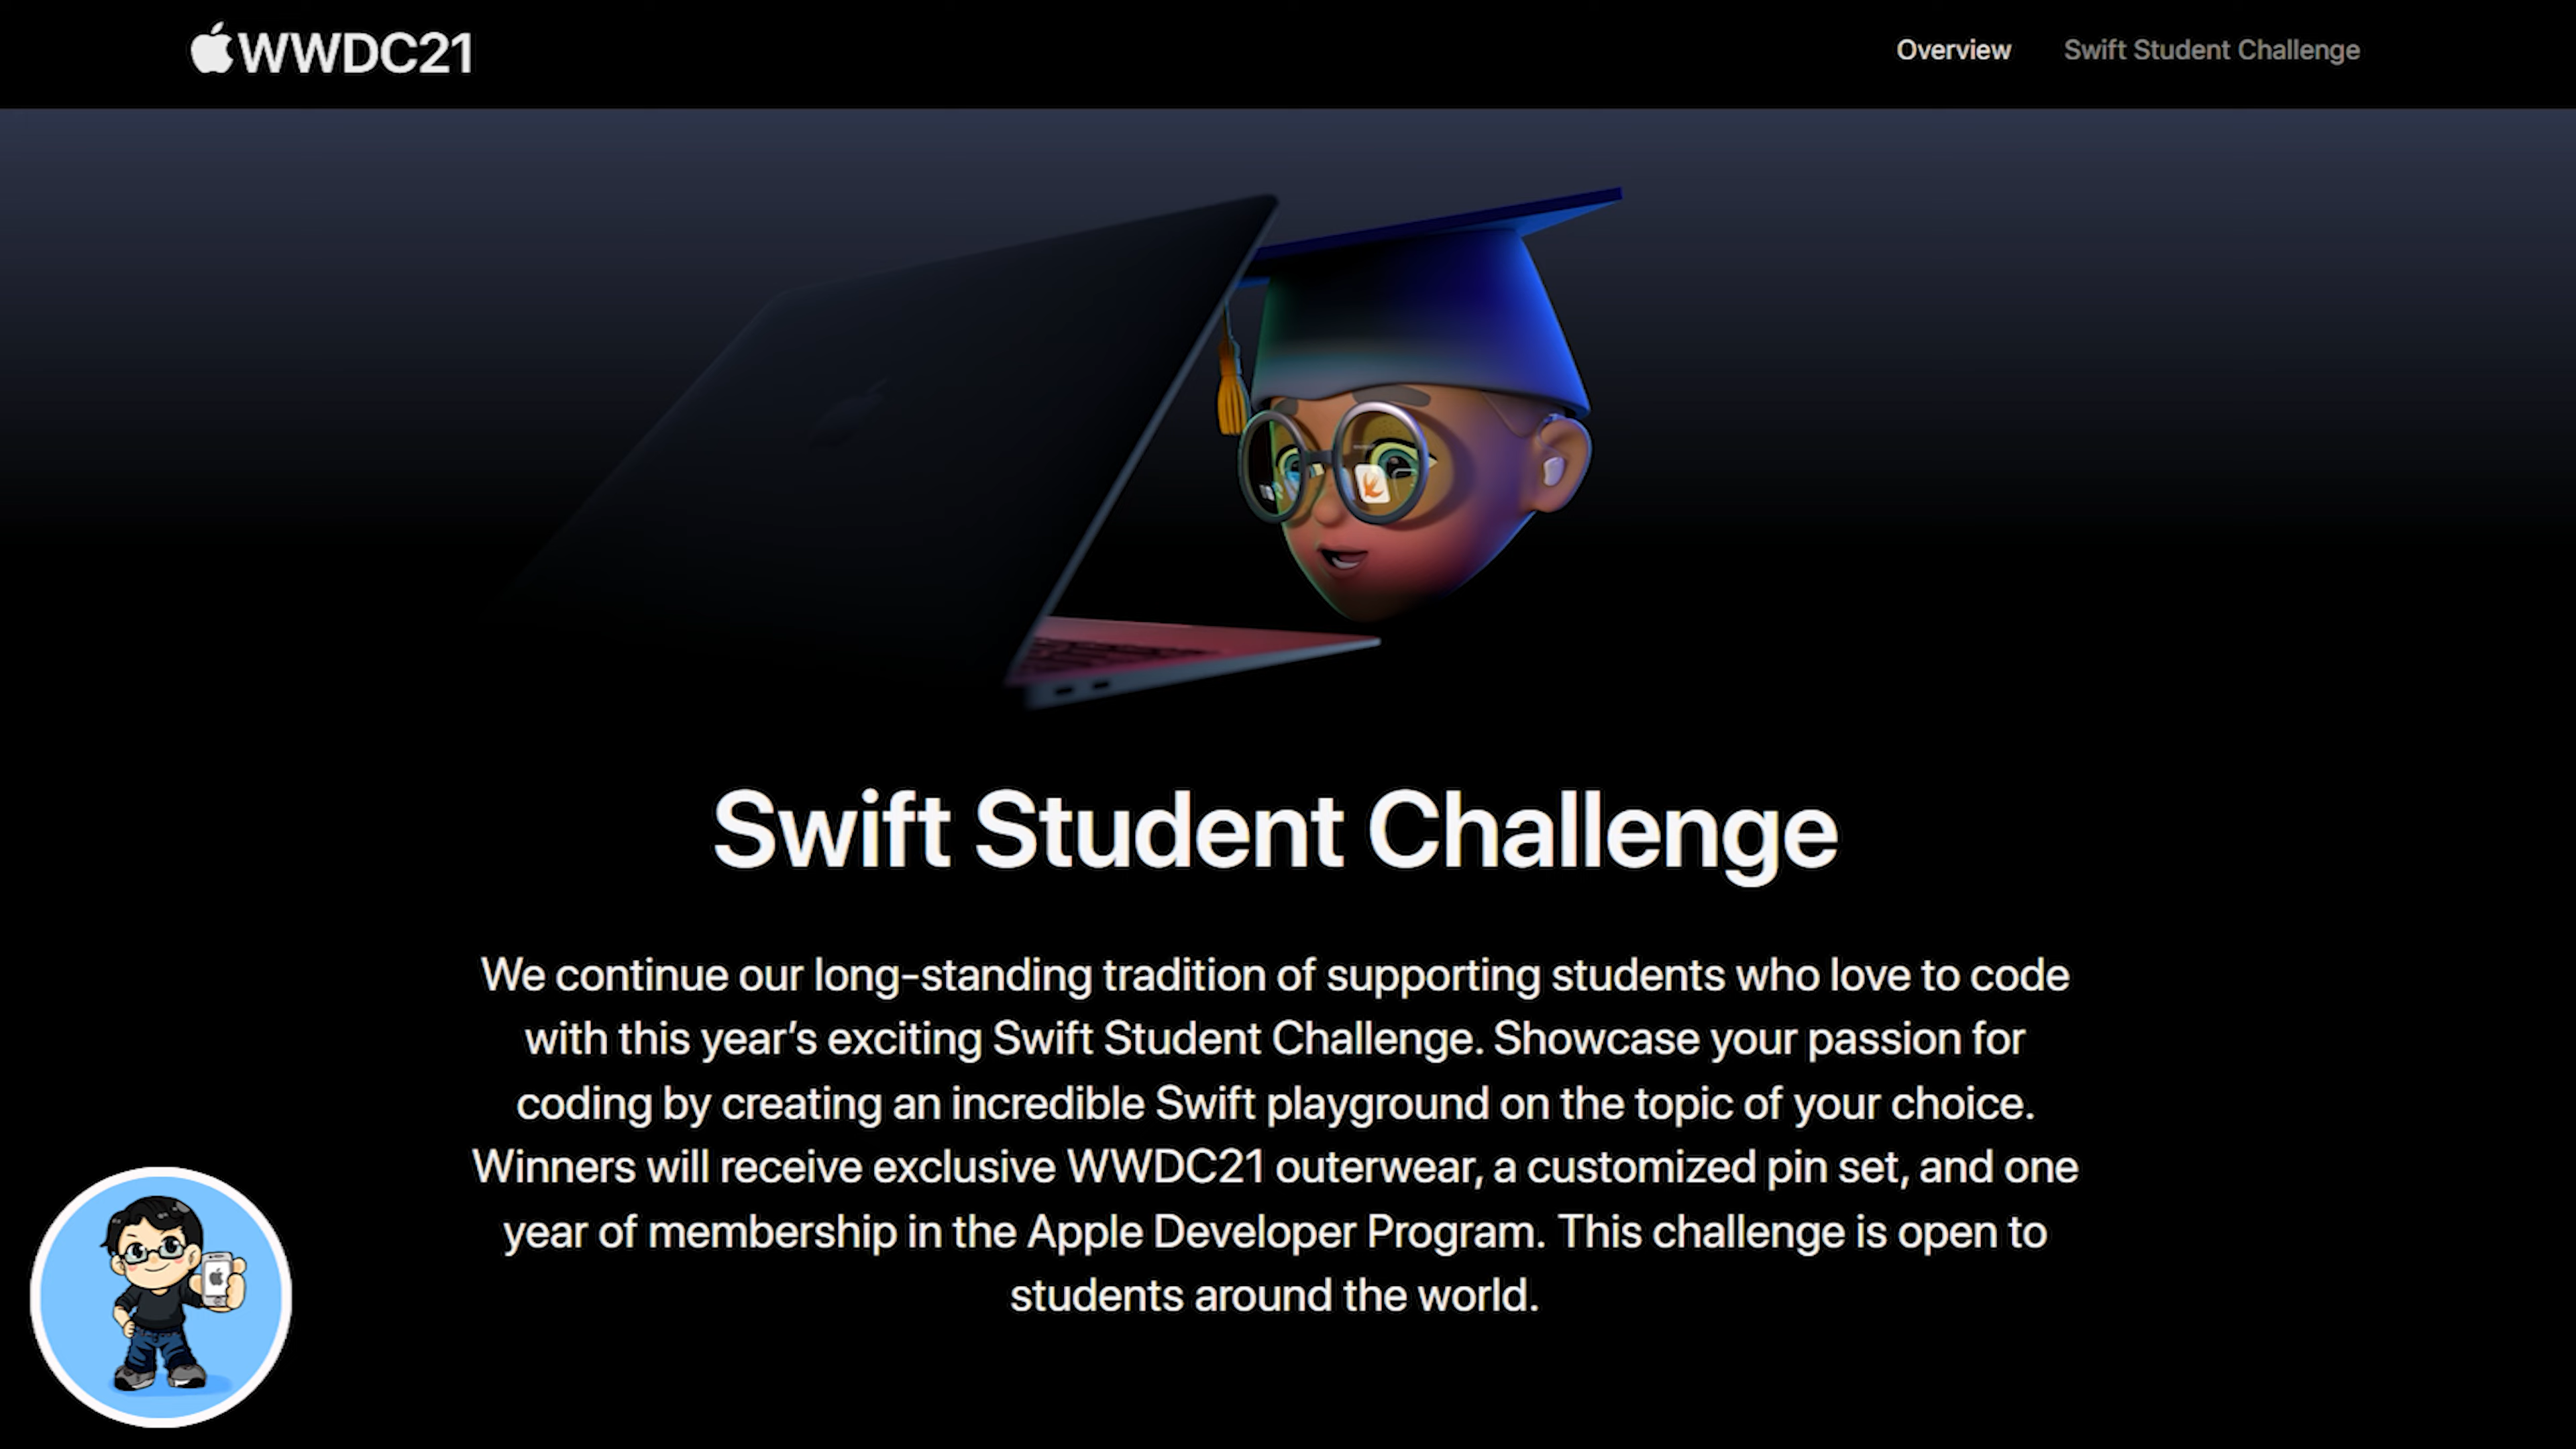 WWDC21
Overview
Swift Student Challenge
Swift Student Challenge
We continue our long-standing tradition of supporting students who love to code
with this year’s exciting Swift Student Challenge. Showcase your passion for
coding by creating an incredible Swift playground on the topic of your choice.
Winners will receive exclusive WWDC21 outerwear, a customized pin set, and one
year of membership in the Apple Developer Program. This challenge is open to
students around the world.